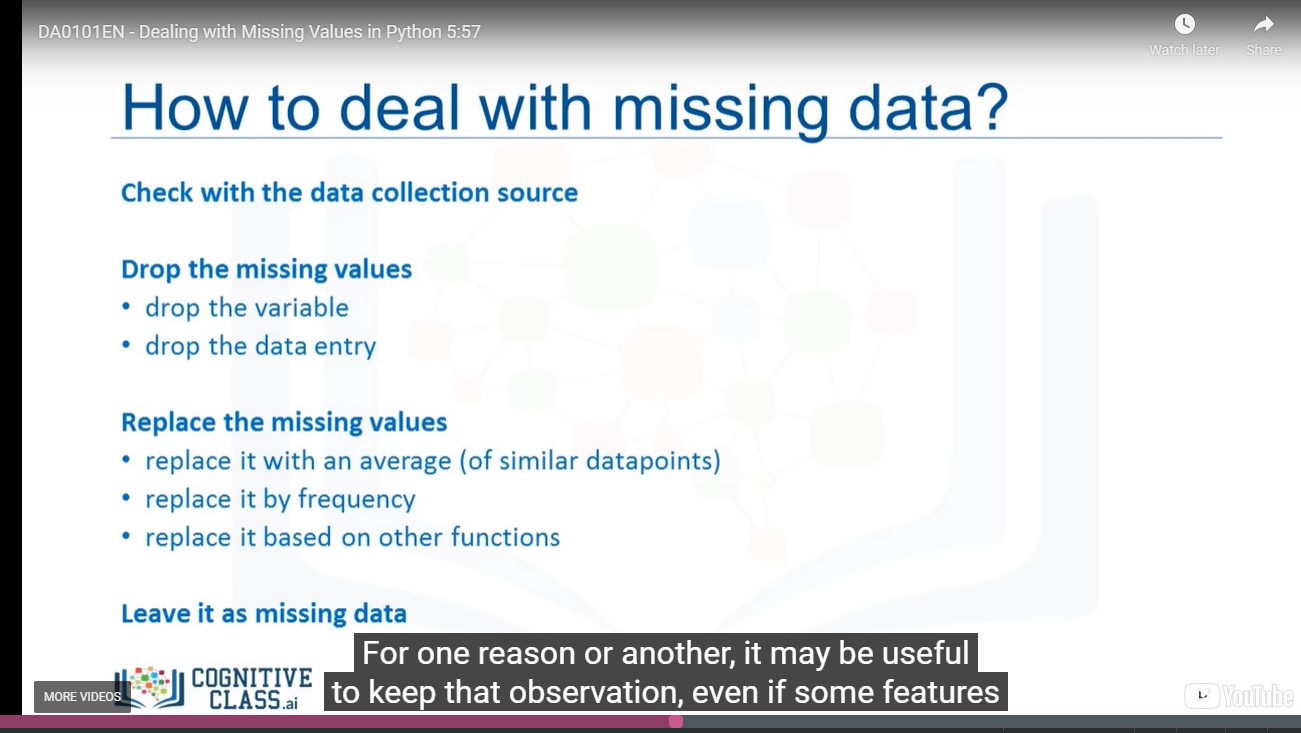 DA0101EN - Dealing with Missing Values in Python 5:57
Watch later
Share
How to deal with missing data?
Check with the data collection source
Drop the missing values
• drop the variable
• drop the data entry
Replace the missing values
• replace it with an average (of similar datapoints)
• replace it by frequency
• replace it based on other functions
Leave it as missing data
For one reason or another, it may be useful
to keep that observation, even if some features
MORE VIDEOS
COGNITIVE
CLASS.ai
YouTube